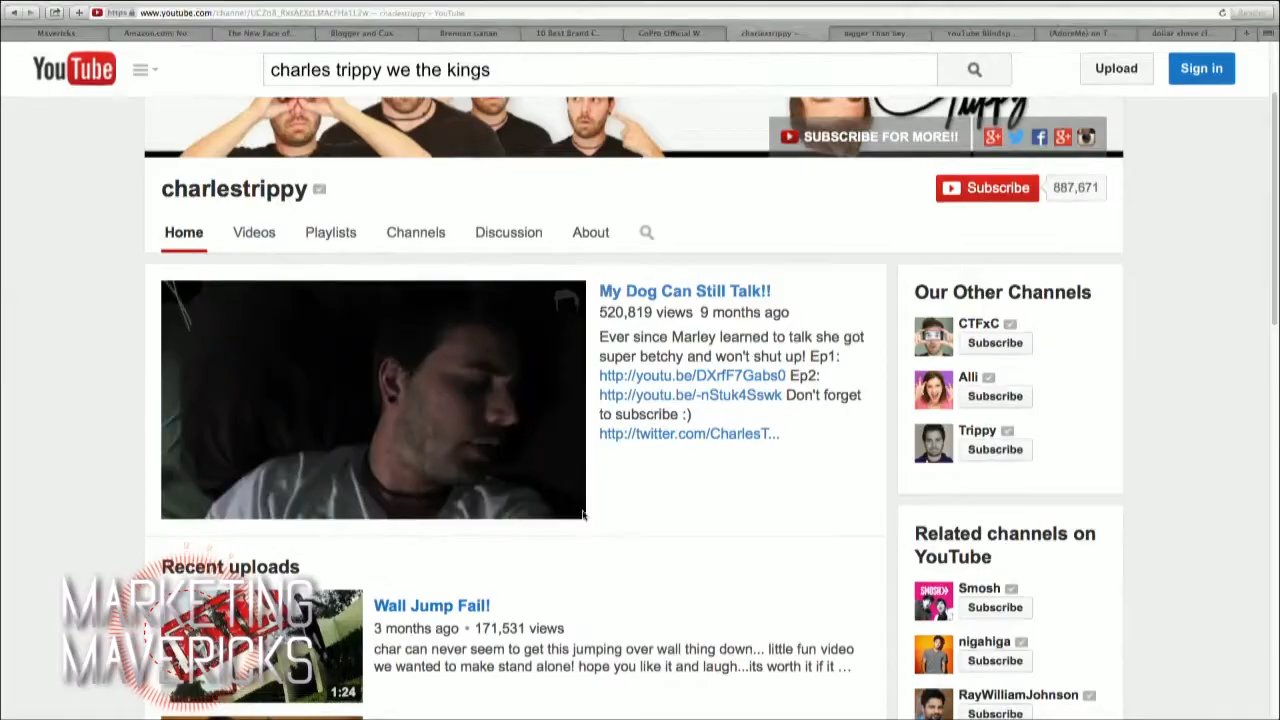 www.youtube.com
charlestrippy – YouTube
Mavericks
Amazon.com: No
The New Face of
Blogger and Cus
10 Best Brand C
GoPro Official W
charlestrippy -
YouTube Blindsp
(AdoreMe) on T
dollar shave cl
YouTube
charles trippy we the kings
Upload
Sign in
Trippy
SUBSCRIBE FOR MORE!!
charlestrippy
Subscribe
887,671
Home
Videos
Playlists
Channels
Discussion
About
My Dog Can Still Talk!!
520,819 views 9 months ago
Ever since Marley learned to talk she got
super betchy and won't shut up! Ep1:
http://youtu.be/DXrfF7Gabs0 Ep2:
http://youtu.be/-nStuk4Sswk Don't forget
to subscribe :)
http://twitter.com/CharlesT...
Our Other Channels
CTFxC
Subscribe
Alli
Subscribe
Trippy
Subscribe
Recent uploads
Wall Jump Fail!
3 months ago • 171,531 views
char can never seem to get this jumping over wall thing down... little fun video
we wanted to make stand alone! hope you like it and laugh...its worth it if it ...
1:24
MARKETING
MAVERICKS
Related channels on
YouTube
SMOSH
Smosh
Subscribe
nigahiga
Subscribe
RayWilliamJohnson
Subscribe